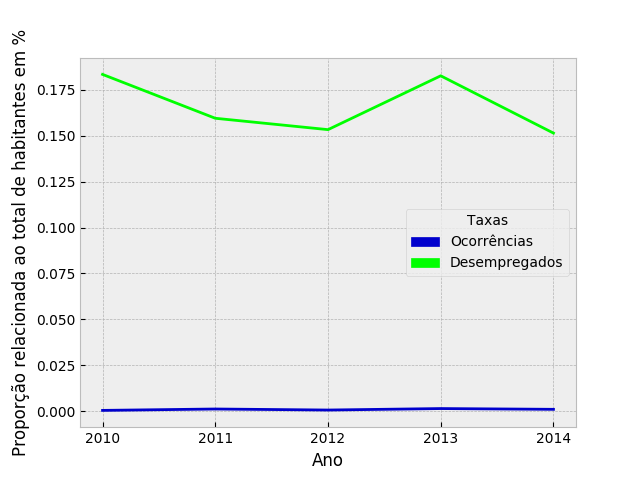 Proporção relacionada ao total de habitantes em %
0.175
0.150
0.125
0.100
0.075
0.050
0.025
0.000
Taxas
Ocorrências
Desempregados
2010 2011 2012 2013 2014
Ano